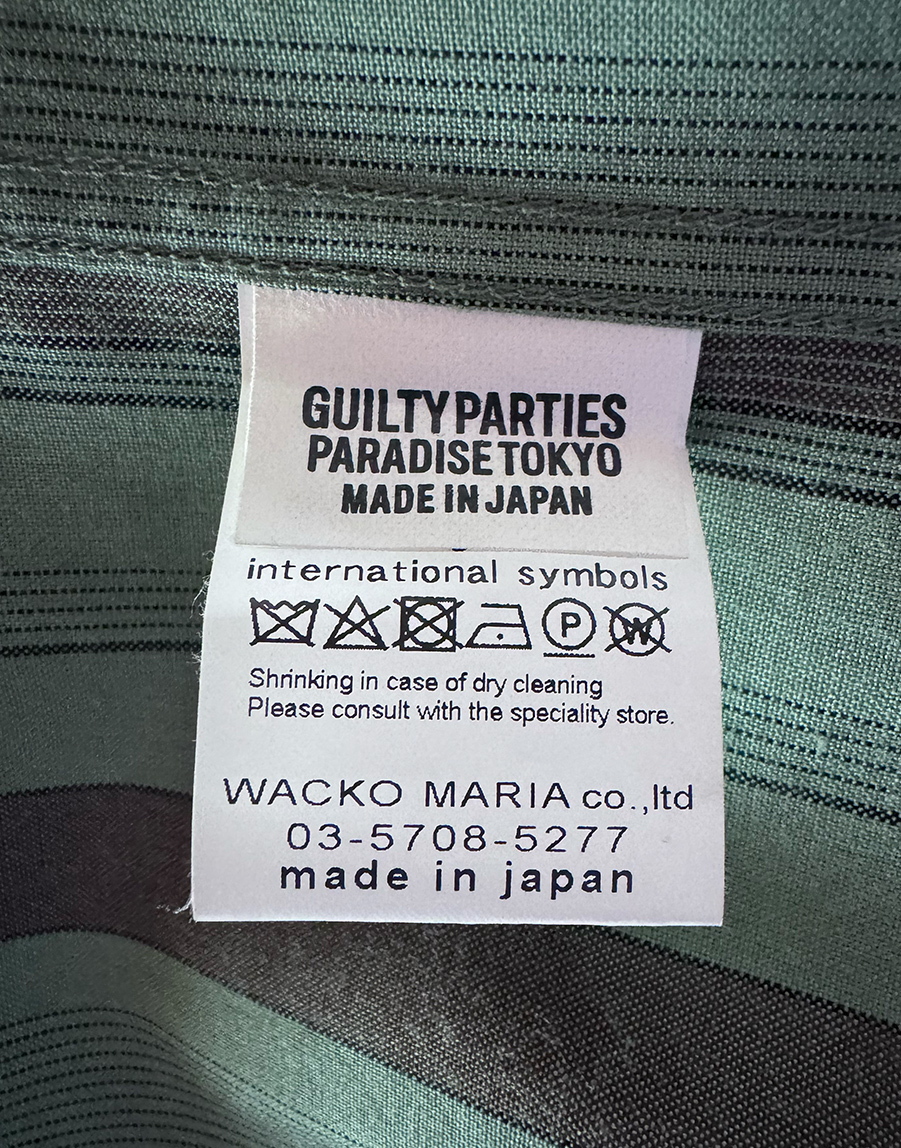 GUILTY PARTIES
PARADISE TOKYO
MADE IN JAPAN
international symbols
P W
Shrinking in case of dry cleaning
Please consult with the speciality store.
WACKO MARIA co.,ltd
03-5708-5277
made in japan